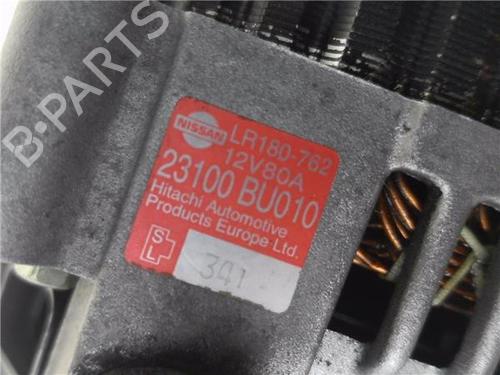 B-PARTS
NISSAN
LR180-762
12V80A
23100 BU010
Hitachi Automotive
Products Europe Ltd.
S
L
341